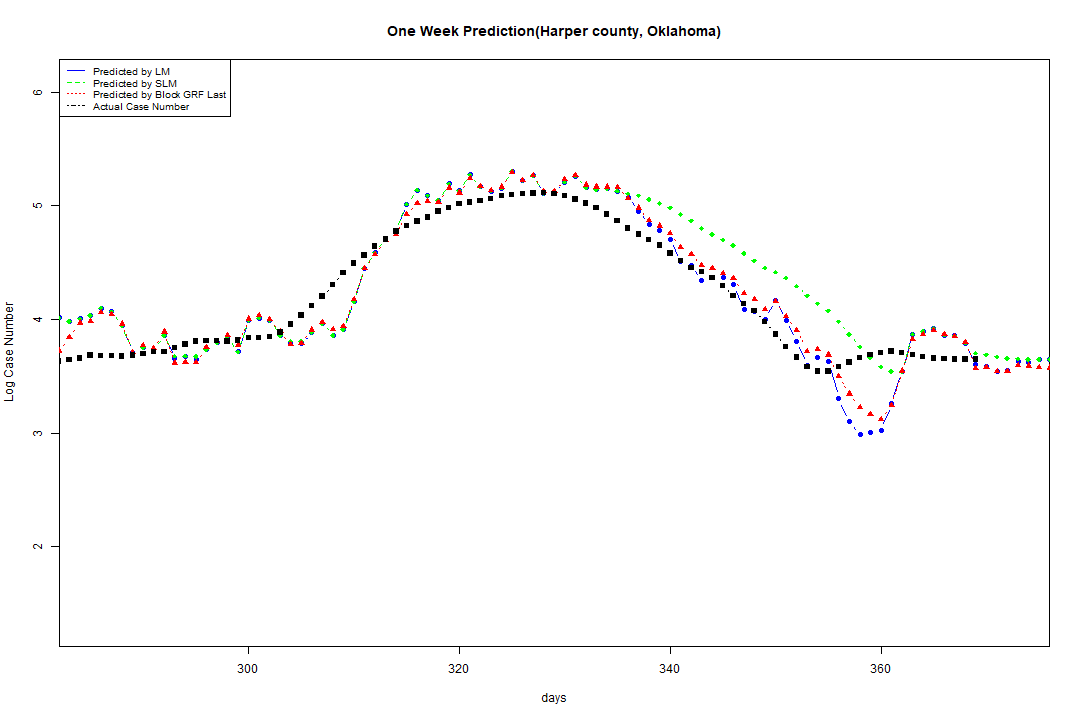 One Week Prediction(Harper county, Oklahoma)
Predicted by LM
Predicted by SLM
Predicted by Block GRF Last
Actual Case Number
6
5
4
3
2
Log Case Number
300 320 340 360
days